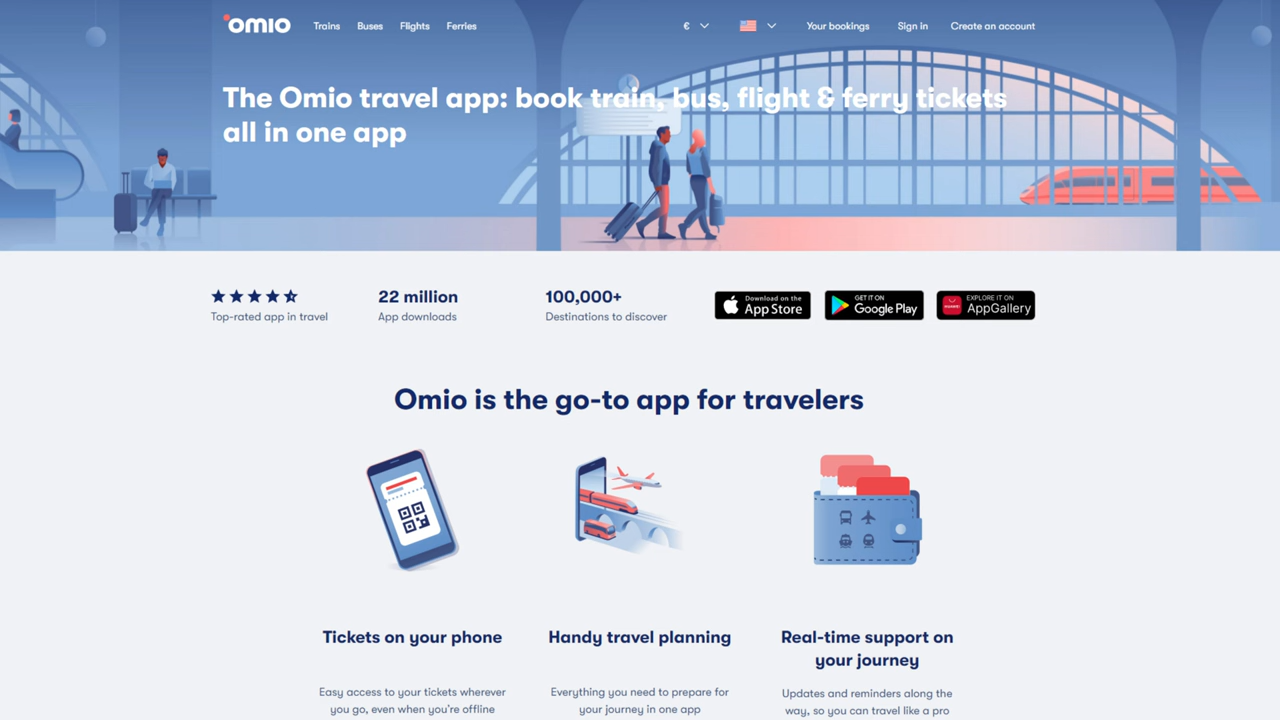 omio
Trains Buses Flights Ferries
€
Your bookings Sign in Create an account
The Omio travel app: book train, bus, flight & ferry tickets
all in one app
Top-rated app in travel
22 million
App downloads
100,000+
Destinations to discover
Download on the
App Store
GET IT ON
Google Play
EXPLORE IT ON
AppGallery
Omio is the go-to app for travelers
Tickets on your phone
Easy access to your tickets wherever
you go, even when you're offline
Handy travel planning
Everything you need to prepare for
your journey in one app
Real-time support on
your journey
Updates and reminders along the
way, so you can travel like a pro